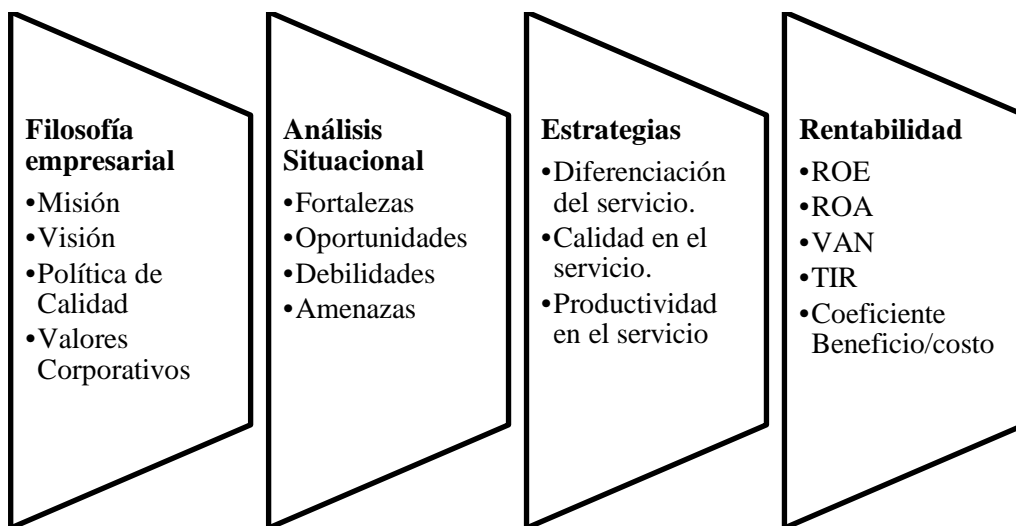 Filosofía
empresarial
•Misión
•Visión
•Política de
Calidad
•Valores
Corporativos
Análisis
Situacional
•Fortalezas
•Oportunidades
•Debilidades
•Amenazas
Estrategias
•Diferenciación
del servicio.
•Calidad en el
servicio.
•Productividad
en el servicio
Rentabilidad
•ROE
•ROA
•VAN
•TIR
•Coeficiente
Beneficio/costo